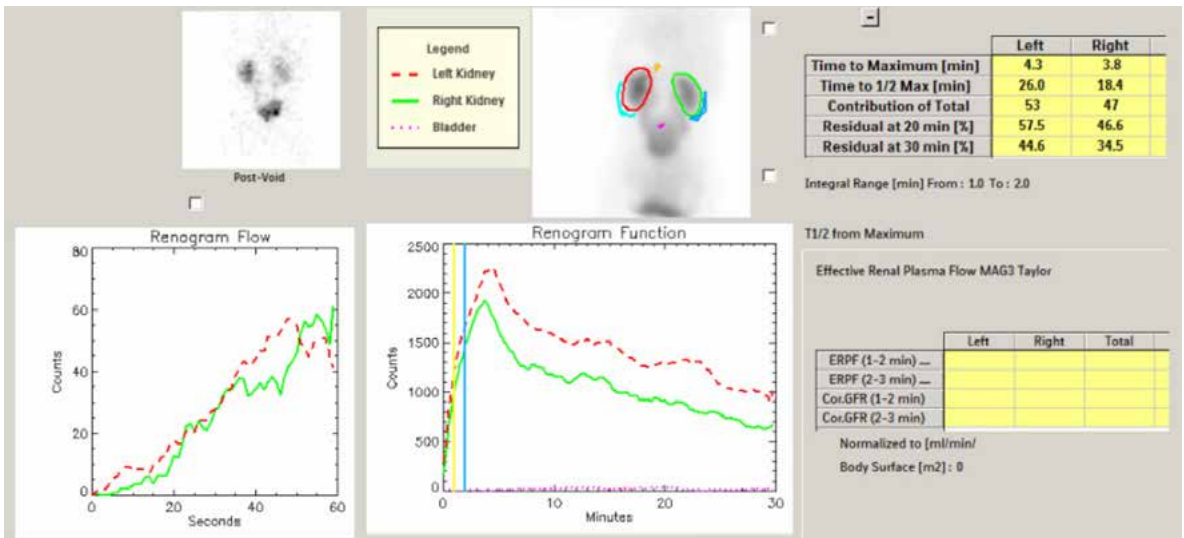 Post-Void
Legend
Left Kidney
Right Kidney
Bladder
-
Left Right
Time to Maximum [min] 4.3 3.8
Time to 1/2 Max [min] 26.0 18.4
Contribution of Total 53 47
Residual at 20 min [%] 57.5 46.6
Residual at 30 min [%] 44.6 34.5
Integral Range [min] From : 1.0 To : 2.0
T1/2 from Maximum
Renogram Flow
80
60
40
20
0
Counts
0 20 40 60
Seconds
Renogram Function
2500
2000
1500
1000
500
0
Counts
0 10 20 30
Minutes
Effective Renal Plasma Flow MAG3 Taylor
Left Right Total
ERPF (1-2 min) ...
ERPF (2-3 min) ...
Cor.GFR (1-2 min)
Cor.GFR (2-3 min)
Normalized to [ml/min/
Body Surface [m2] : 0